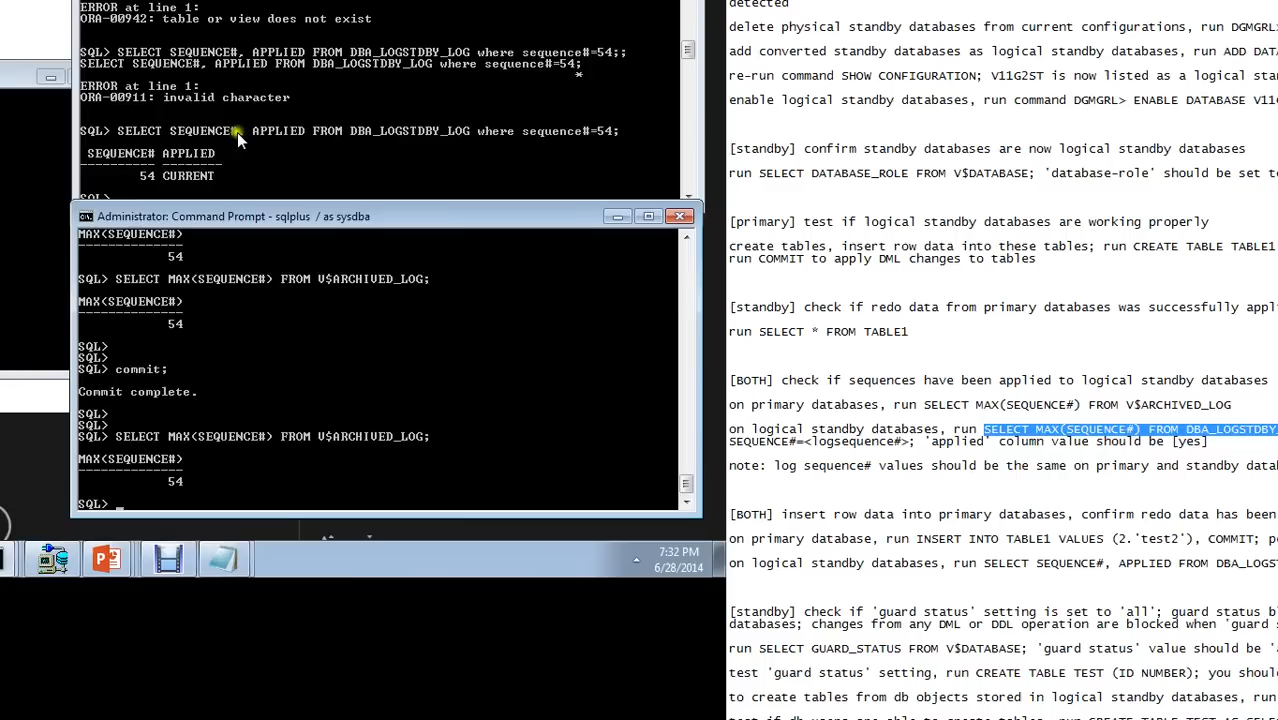 ERROR at line 1:
ORA-00942: table or view does not exist
SQL> SELECT SEQUENCE#, APPLIED FROM DBA_LOGSTDBY_LOG where sequence#=54;;
SELECT SEQUENCE#, APPLIED FROM DBA_LOGSTDBY_LOG where sequence#=54;
*
ERROR at line 1:
ORA-00911: invalid character
SQL> SELECT SEQUENCE#, APPLIED FROM DBA_LOGSTDBY_LOG where sequence#=54;
SEQUENCE# APPLIED
---------- --------
54 CURRENT
SQL>
Administrator: Command Prompt - sqlplus / as sysdba
MAX(SEQUENCE#)
--------------
54
SQL> SELECT MAX(SEQUENCE#) FROM V$ARCHIVED_LOG;
MAX(SEQUENCE#)
--------------
54
SQL>
SQL>
SQL> commit;
Commit complete.
SQL>
SQL>
SQL> SELECT MAX(SEQUENCE#) FROM V$ARCHIVED_LOG;
MAX(SEQUENCE#)
--------------
54
SQL> _
7:32 PM
6/28/2014
detected
delete physical standby databases from current configurations, run DGMGRL>
add converted standby databases as logical standby databases, run ADD DATA
re-run command SHOW CONFIGURATION; V11G2ST is now listed as a logical sta
enable logical standby databases, run command DGMGRL> ENABLE DATABASE V11G
[standby] confirm standby databases are now logical standby databases
run SELECT DATABASE_ROLE FROM V$DATABASE; 'database-role' should be set to
[primary] test if logical standby databases are working properly
create tables, insert row data into these tables; run CREATE TABLE TABLE1
run COMMIT to apply DML changes to tables
[standby] check if redo data from primary databases was successfully appli
run SELECT * FROM TABLE1
[BOTH] check if sequences have been applied to logical standby databases
on primary databases, run SELECT MAX(SEQUENCE#) FROM V$ARCHIVED_LOG
on logical standby databases, run SELECT MAX(SEQUENCE#) FROM DBA_LOGSTDBY_
SEQUENCE#=<logsequence#>; 'applied' column value should be [yes]
note: log sequence# values should be the same on primary and standby data
[BOTH] insert row data into primary databases, confirm redo data has been
on primary database, run INSERT INTO TABLE1 VALUES (2.'test2'), COMMIT; p
on logical standby databases, run SELECT SEQUENCE#, APPLIED FROM DBA_LOGST
[standby] check if 'guard status' setting is set to 'all'; guard status b
databases; changes from any DML or DDL operation are blocked when 'guard s
run SELECT GUARD_STATUS FROM V$DATABASE; 'guard status' value should be 'a
test 'guard status' setting, run CREATE TABLE TEST (ID NUMBER); you shou
to create tables from db objects stored in logical standby databases, run